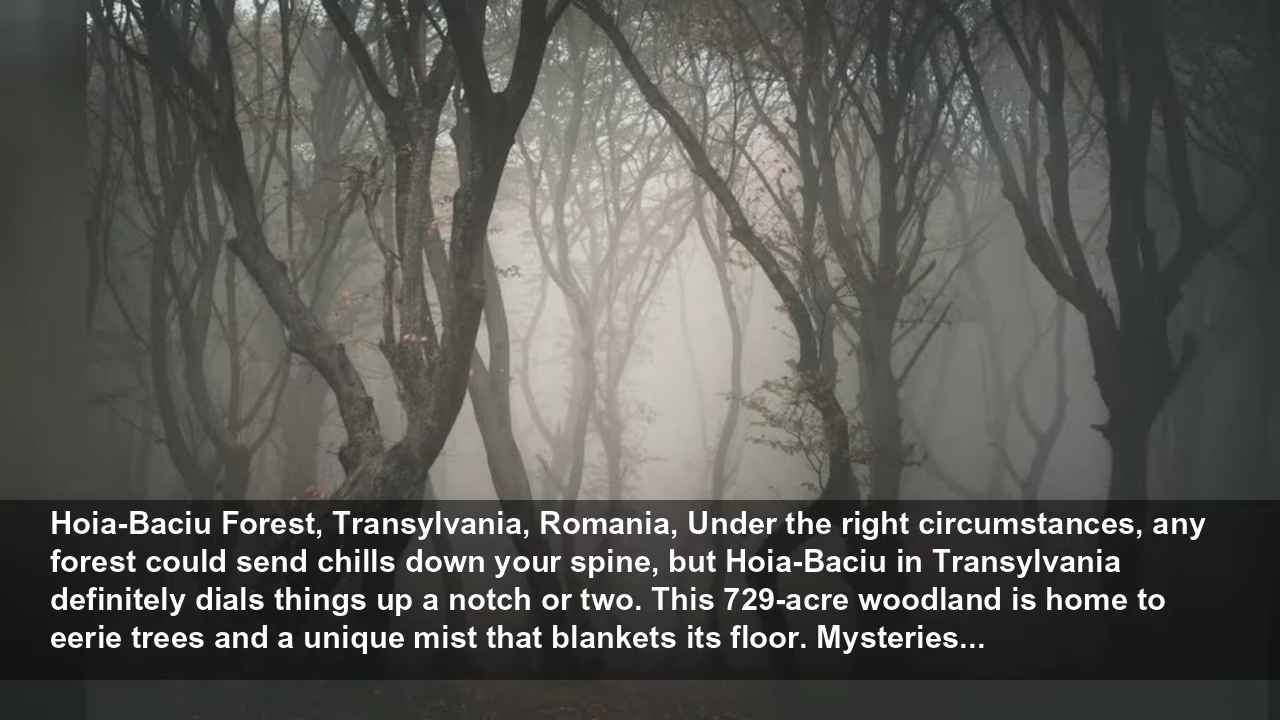 Hoia-Baciu Forest, Transylvania, Romania, Under the right circumstances, any
forest could send chills down your spine, but Hoia-Baciu in Transylvania
definitely dials things up a notch or two. This 729-acre woodland is home to
eerie trees and a unique mist that blankets its floor. Mysteries...